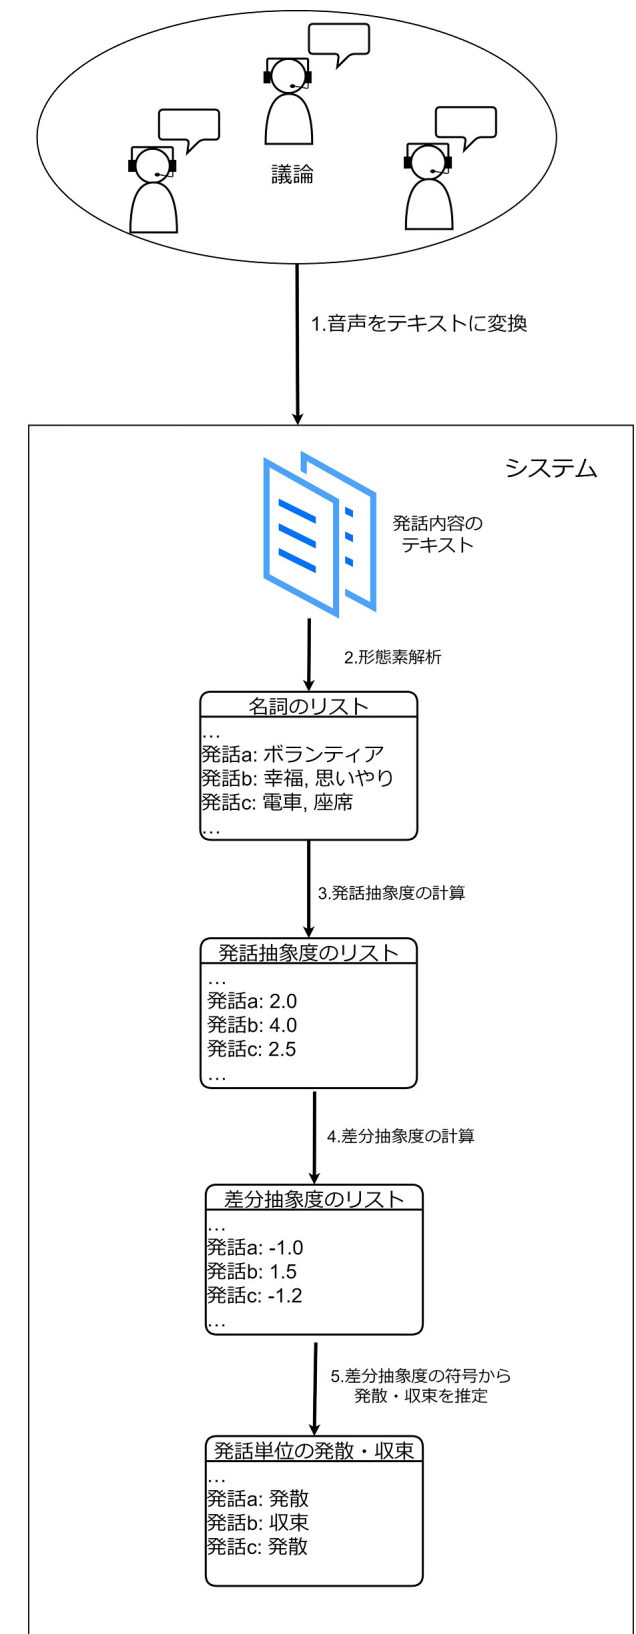 議論
1.音声をテキストに変換
システム
発話内容の
テキスト
2.形態素解析
名詞のリスト
…
発話a: ボランティア
発話b: 幸福, 思いやり
発話c: 電車, 座席
…
3.発話抽象度の計算
発話抽象度のリスト
…
発話a: 2.0
発話b: 4.0
発話c: 2.5
…
4.差分抽象度の計算
差分抽象度のリスト
…
発話a: -1.0
発話b: 1.5
発話c: -1.2
…
5.差分抽象度の符号から
発散・収束を推定
発話単位の発散・収束
…
発話a: 発散
発話b: 収束
発話c: 発散